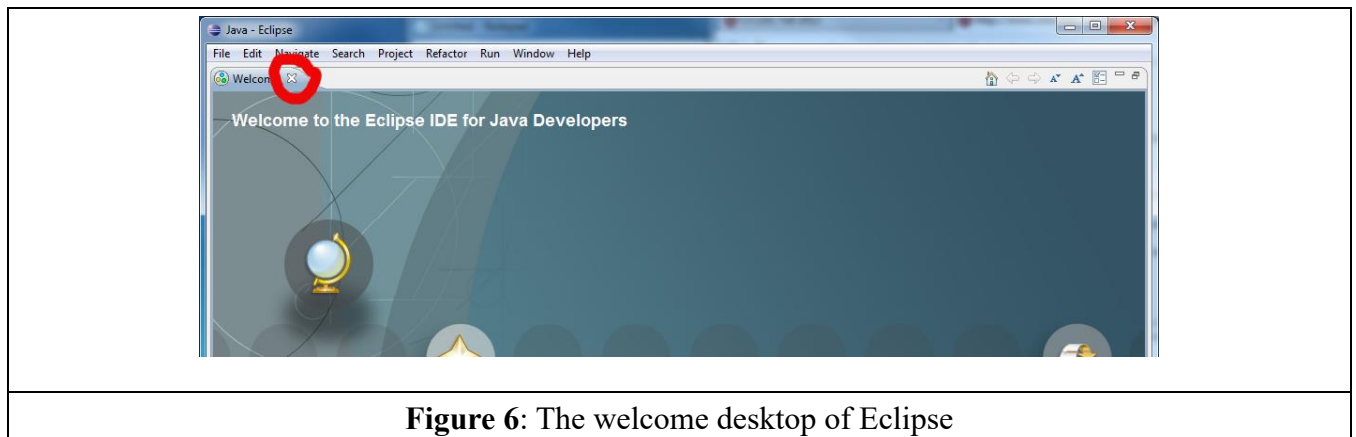 Java - Eclipse
File Edit Navigate Search Project Refactor Run Window Help
Welcome to the Eclipse IDE for Java Developers
Figure 6: The welcome desktop of Eclipse